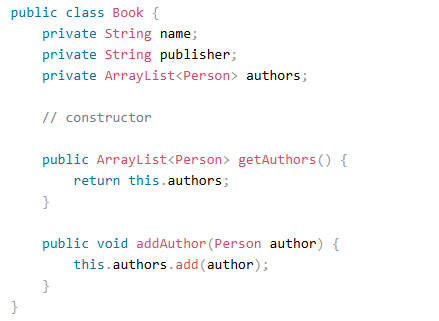 public class Book {
    private String name;
    private String publisher;
    private ArrayList<Person> authors;

    // constructor

    public ArrayList<Person> getAuthors() {
        return this.authors;
    }

    public void addAuthor(Person author) {
        this.authors.add(author);
    }
}